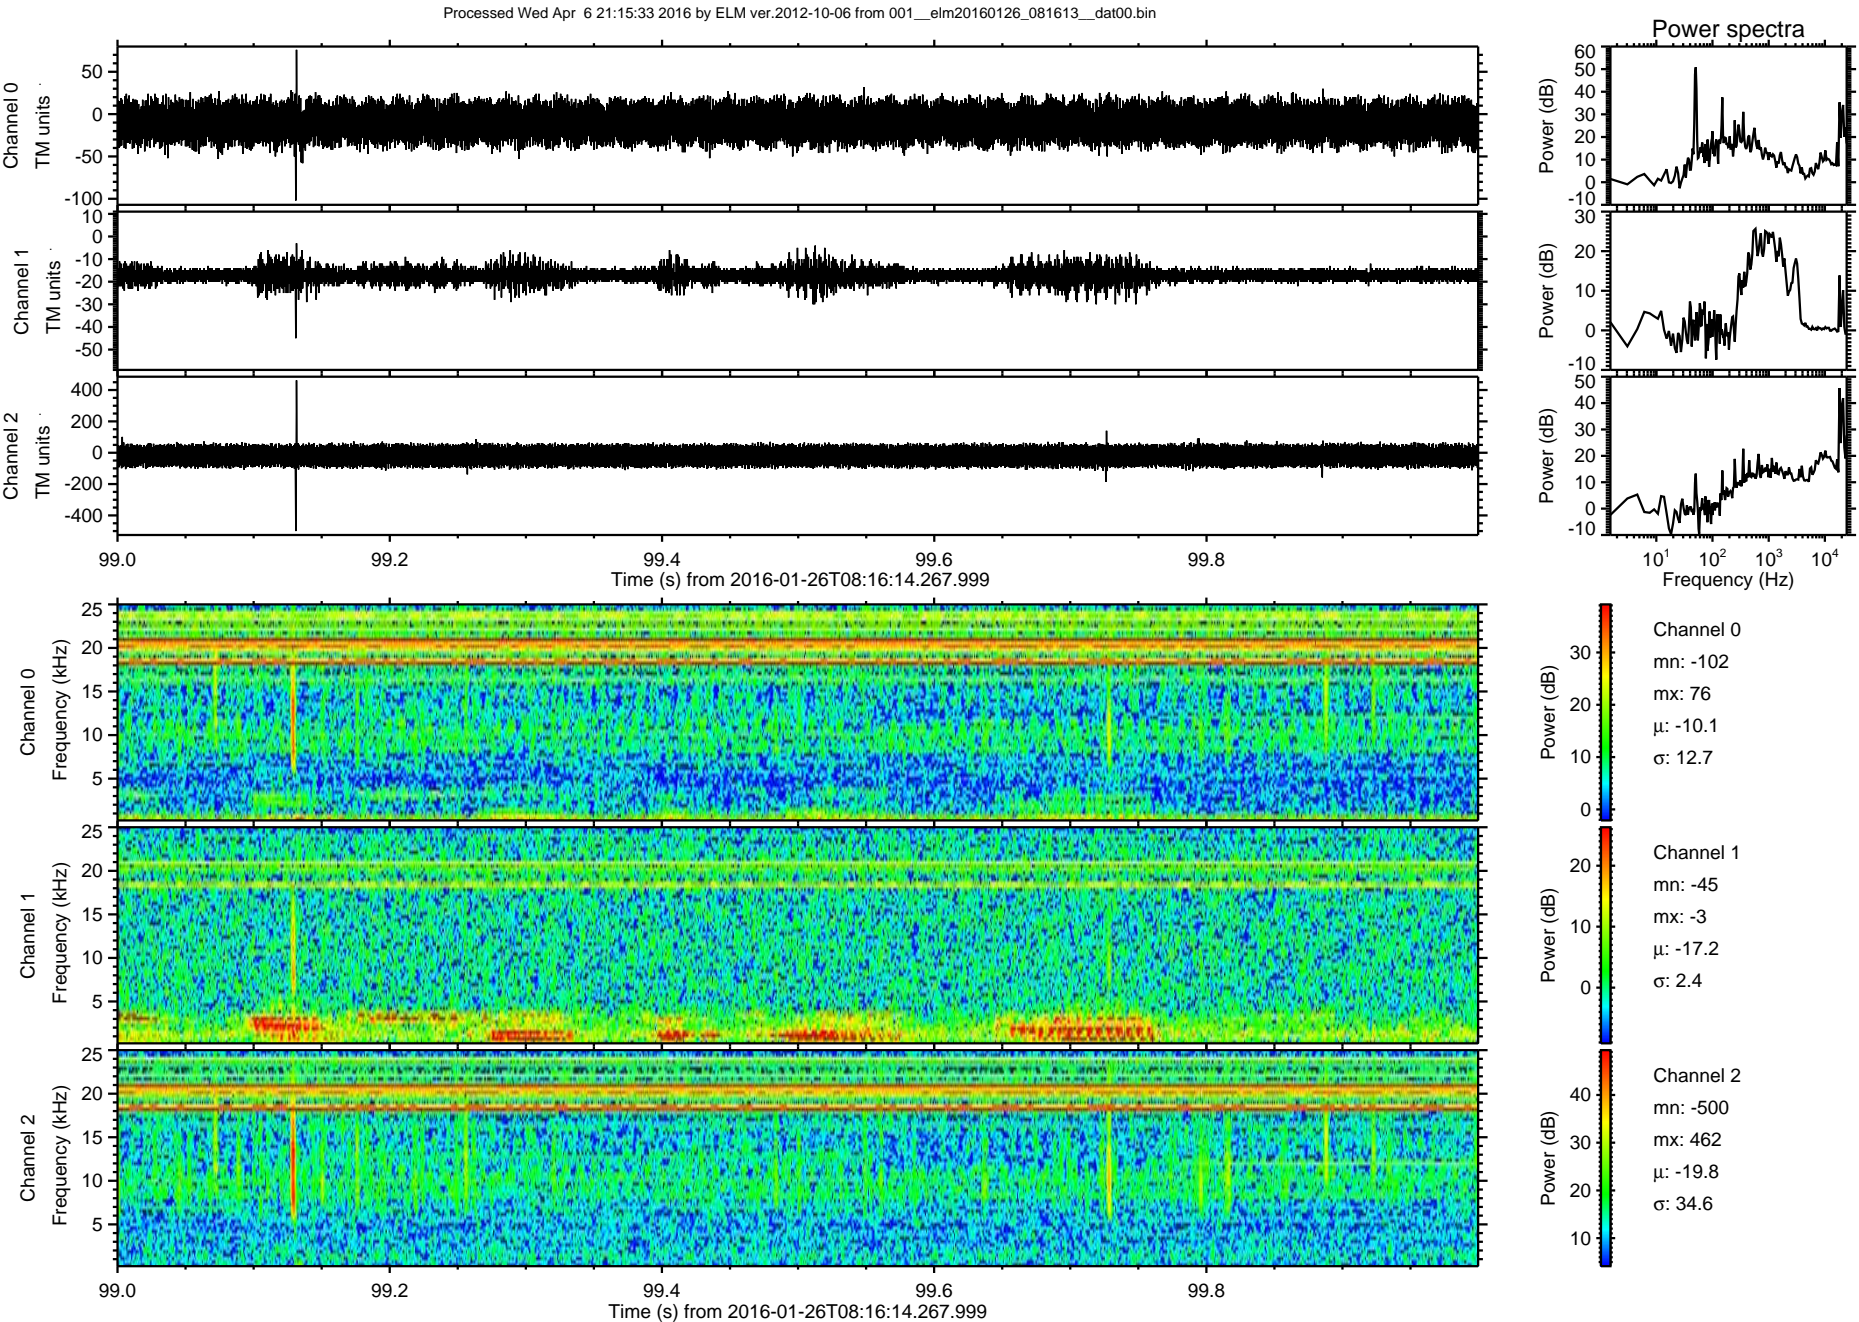 Processed Wed Apr  6 21:15:33 2016 by ELM ver.2012-10-06 from 001__elm20160126_081613__dat00.bin
Power spectra
Channel 0
TM units
50
0
-50
-100
Power (dB)
60
50
40
30
20
10
0
-10
Channel 1
TM units
10
0
-10
-20
-30
-40
-50
Power (dB)
30
20
10
0
-10
Channel 2
TM units
400
200
0
-200
-400
Power (dB)
50
40
30
20
10
0
-10
99.0 99.2 99.4 99.6 99.8
Time (s) from 2016-01-26T08:16:14.267.999
10¹ 10² 10³ 10⁴
Frequency (Hz)
Channel 0
Frequency (kHz)
25
20
15
10
5
Power (dB)
30
20
10
0
Channel 0
mn: -102
mx: 76
μ: -10.1
σ: 12.7
Channel 1
Frequency (kHz)
25
20
15
10
5
Power (dB)
20
10
0
Channel 1
mn: -45
mx: -3
μ: -17.2
σ: 2.4
Channel 2
Frequency (kHz)
25
20
15
10
5
Power (dB)
40
30
20
10
Channel 2
mn: -500
mx: 462
μ: -19.8
σ: 34.6
99.0 99.2 99.4 99.6 99.8
Time (s) from 2016-01-26T08:16:14.267.999